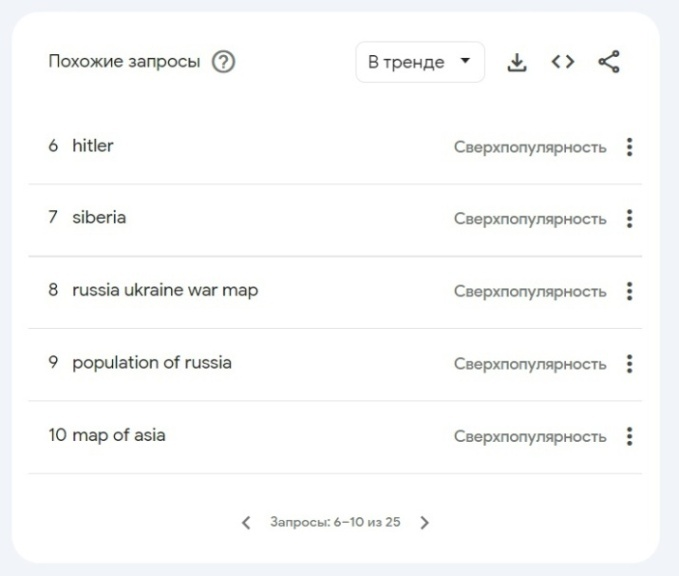 Похожие запросы ?
В тренде
6 hitler Сверхпопулярность
7 siberia Сверхпопулярность
8 russia ukraine war map Сверхпопулярность
9 population of russia Сверхпопулярность
10 map of asia Сверхпопулярность
Запросы: 6–10 из 25